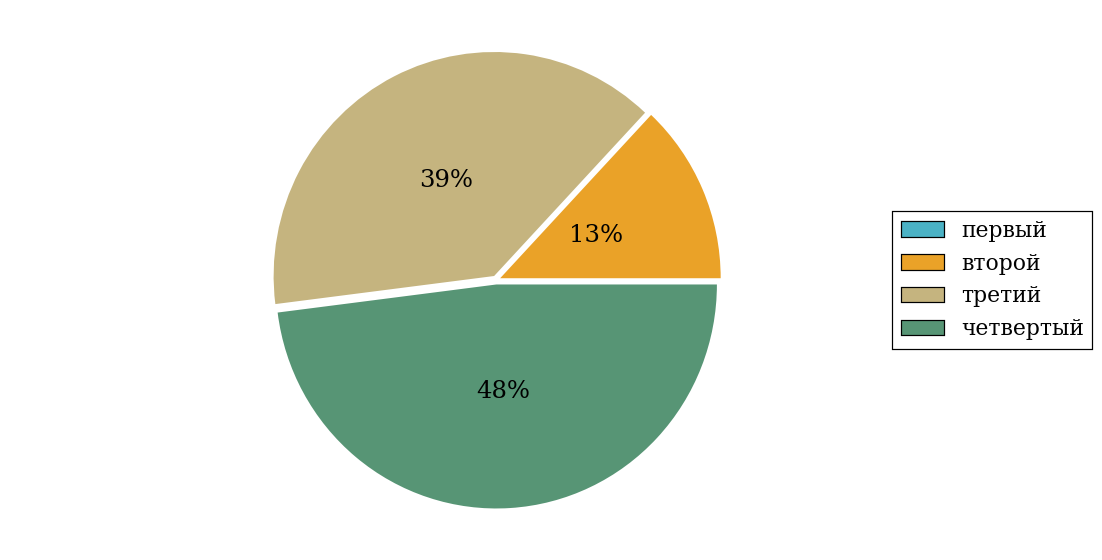 39%
13%
48%
первый
второй
третий
четвертый